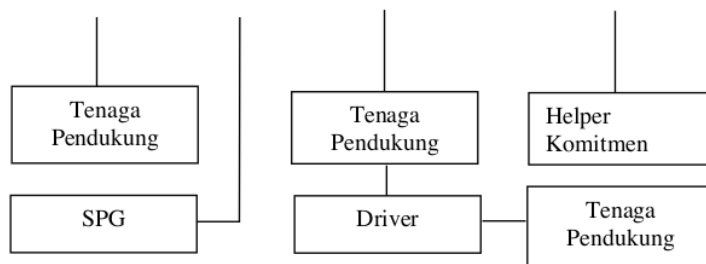 Tenaga
Pendukung
Tenaga
Pendukung
Helper
Komitmen
SPG
Driver
Tenaga
Pendukung